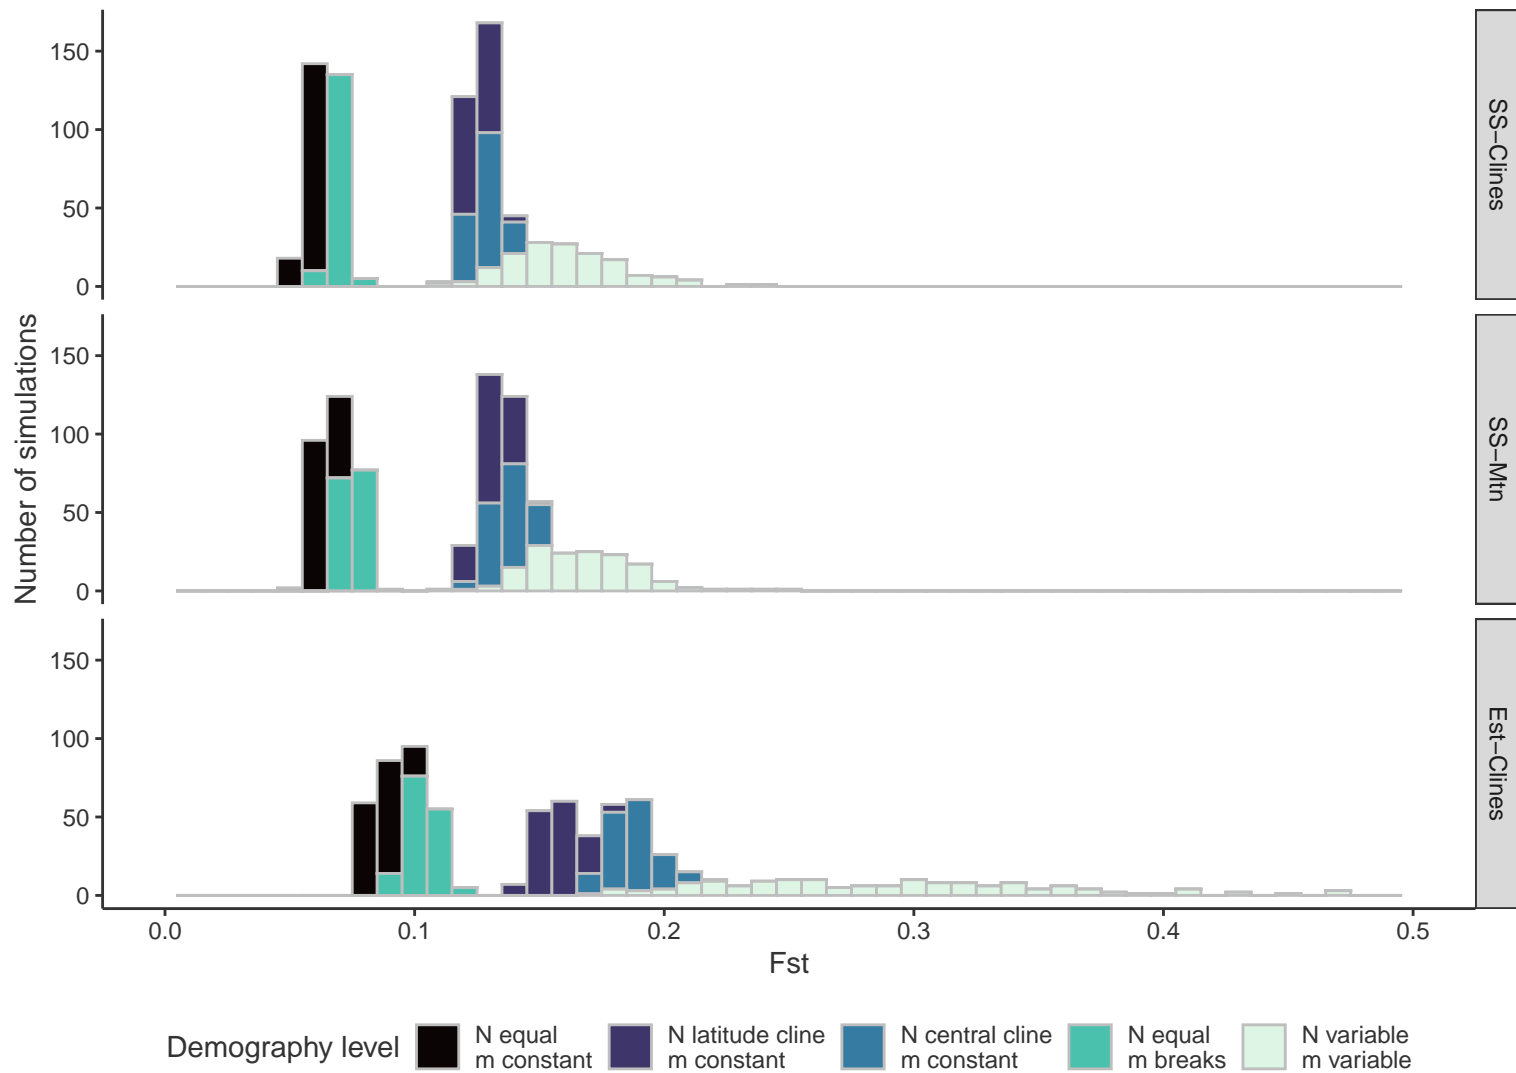 Number of simulations
150
100
50
0
SS−Clines
150
100
50
0
SS−Mtn
150
100
50
0
Est−Clines
0.0 0.1 0.2 0.3 0.4 0.5
Fst
Demography level
N equal
m constant
N latitude cline
m constant
N central cline
m constant
N equal
m breaks
N variable
m variable